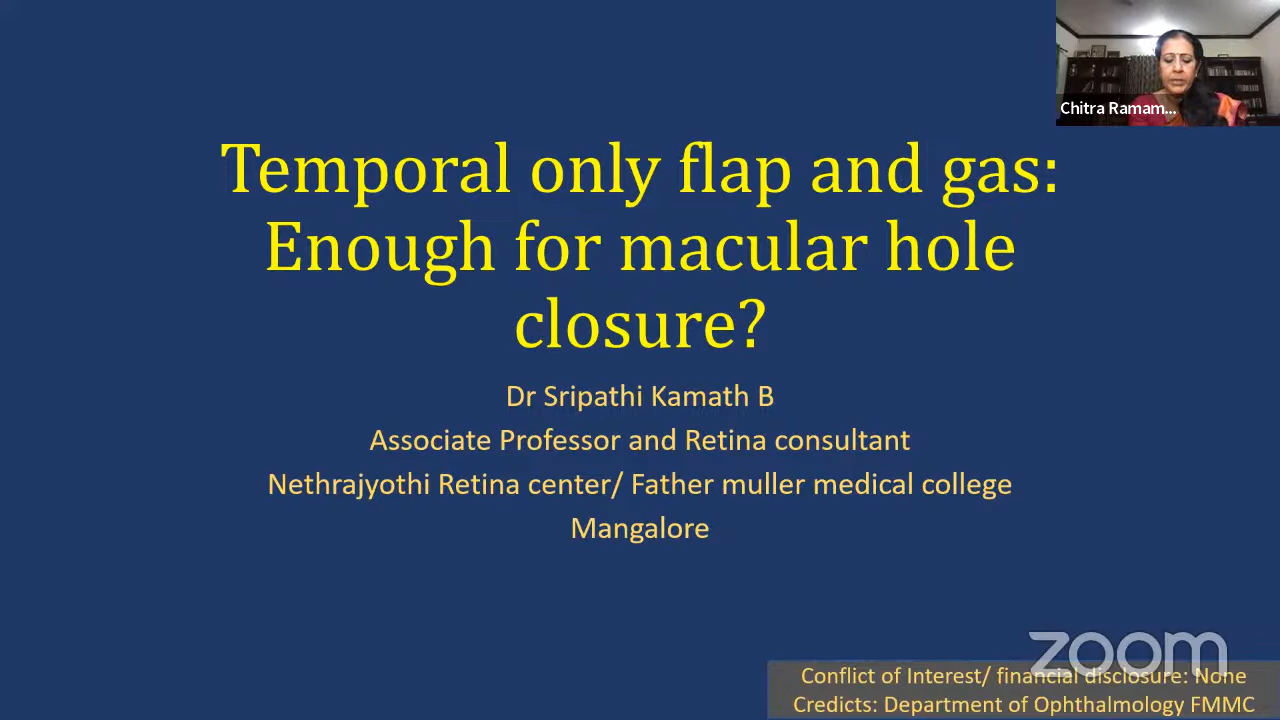 Chitra Ramam...
Temporal only flap and gas:
Enough for macular hole
closure?
Dr Sripathi Kamath B
Associate Professor and Retina consultant
Nethrajyothi Retina center/ Father muller medical college
Mangalore
zoom
Conflict of Interest/ financial disclosure: None
Credicts: Department of Ophthalmology FMMC